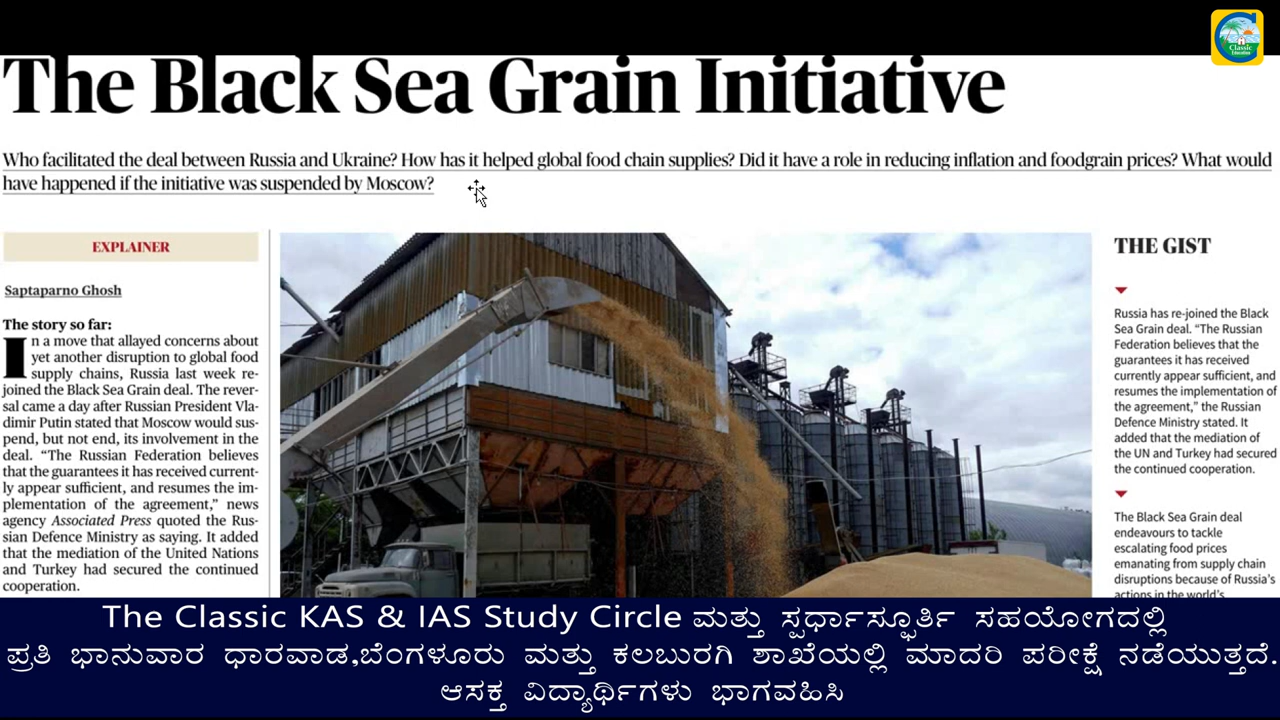 Classic
Education
The Black Sea Grain Initiative
Who facilitated the deal between Russia and Ukraine? How has it helped global food chain supplies? Did it have a role in reducing inflation and foodgrain prices? What would
have happened if the initiative was suspended by Moscow?
EXPLAINER
Saptaparno Ghosh
The story so far:
In a move that allayed concerns about
yet another disruption to global food
supply chains, Russia last week re-
joined the Black Sea Grain deal. The rever-
sal came a day after Russian President Vla-
dimir Putin stated that Moscow would sus-
pend, but not end, its involvement in the
deal. “The Russian Federation believes
that the guarantees it has received current-
ly appear sufficient, and resumes the im-
plementation of the agreement,” news
agency Associated Press quoted the Rus-
sian Defence Ministry as saying. It added
that the mediation of the United Nations
and Turkey had secured the continued
cooperation.
THE GIST
Russia has re-joined the Black
Sea Grain deal. “The Russian
Federation believes that the
guarantees it has received
currently appear sufficient, and
resumes the implementation of
the agreement,” the Russian
Defence Ministry stated. It
added that the mediation of
the UN and Turkey had secured
the continued cooperation.
The Black Sea Grain deal
endeavours to tackle
escalating food prices
emanating from supply chain
disruptions because of Russia’s
actions in the world’s
The Classic KAS & IAS Study Circle ಮತ್ತು ಸ್ಪರ್ಧಾಸ್ಫೂರ್ತಿ ಸಹಯೋಗದಲ್ಲಿ
ಪ್ರತಿ ಭಾನುವಾರ ಧಾರವಾಡ,ಬೆಂಗಳೂರು ಮತ್ತು ಕಲಬುರಗಿ ಶಾಖೆಯಲ್ಲಿ ಮಾದರಿ ಪರೀಕ್ಷೆ ನಡೆಯುತ್ತದೆ.
ಆಸಕ್ತ ವಿದ್ಯಾರ್ಥಿಗಳು ಭಾಗವಹಿಸಿ